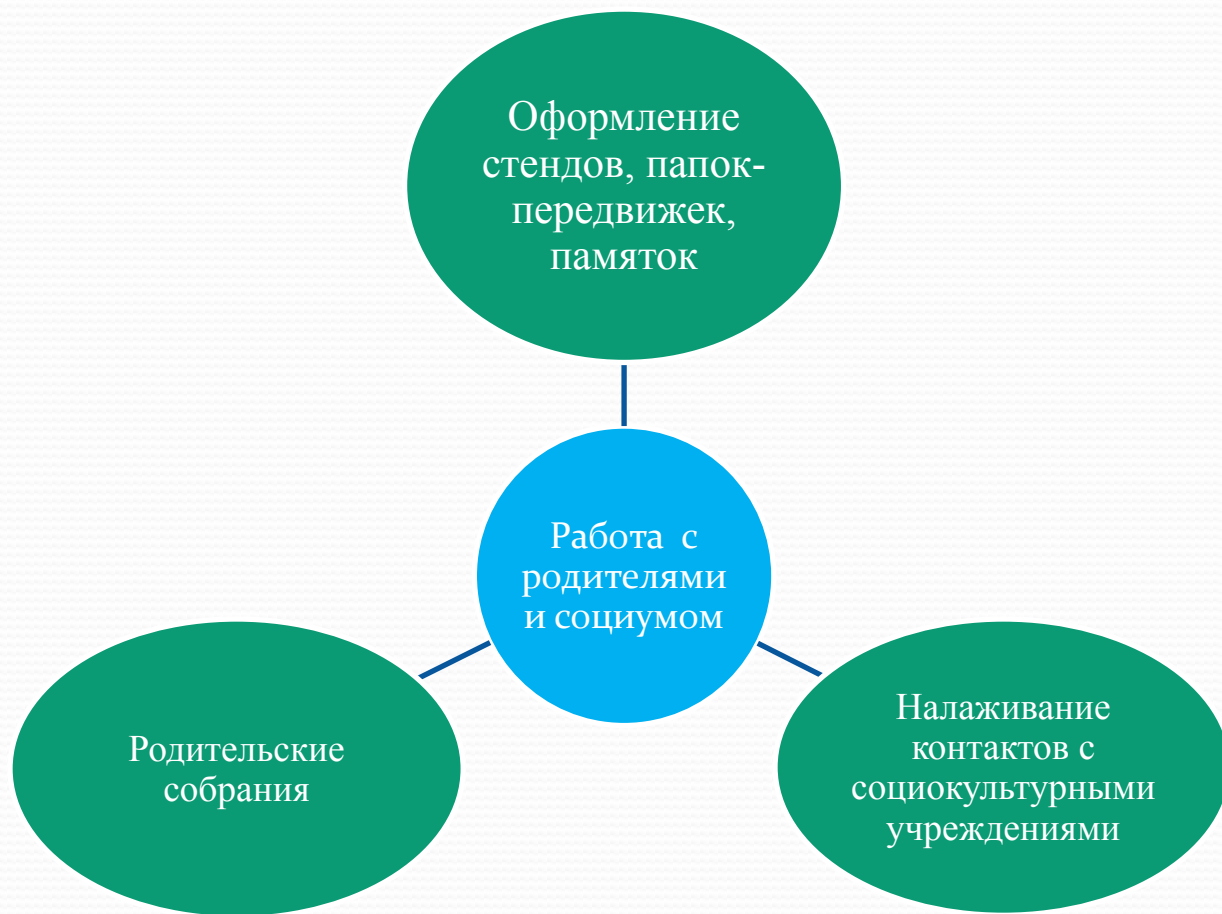 Оформление
стендов, папок-
передвижек,
памяток
Работа с
родителями
и социумом
Родительские
собрания
Налаживание
контактов с
социокультурными
учреждениями